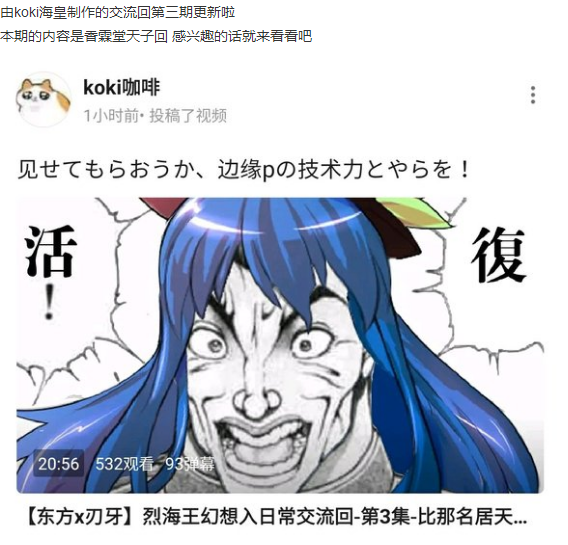 由koki海皇制作的交流回第三期更新啦
本期的内容是香霖堂天子回 感兴趣的话就来看看吧
koki咖啡
1小时前· 投稿了视频
见せてもらおうか、边缘pの技术力とやらを！
復
活！
20:56 532观看 93弹幕
【东方x刃牙】烈海王幻想入日常交流回-第3集-比那名居天...